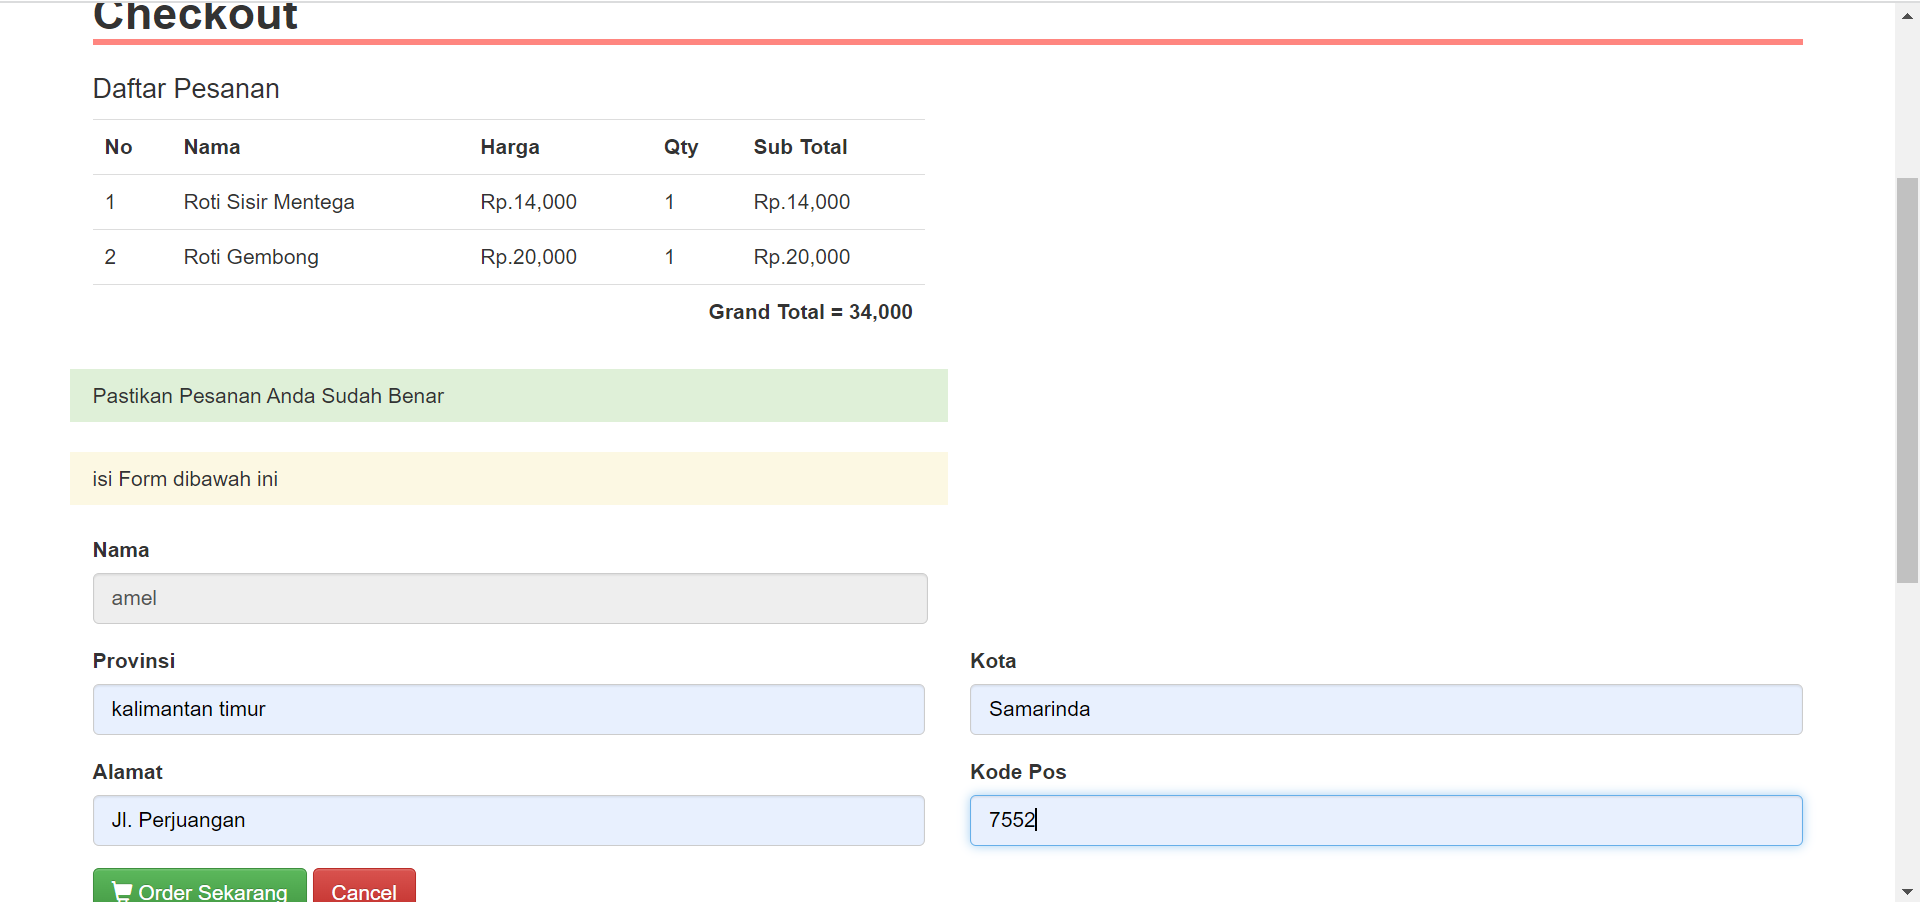 Checkout
Daftar Pesanan
No Nama Harga Qty Sub Total
1 Roti Sisir Mentega Rp.14,000 1 Rp.14,000
2 Roti Gembong Rp.20,000 1 Rp.20,000
Grand Total = 34,000
Pastikan Pesanan Anda Sudah Benar
isi Form dibawah ini
Nama
amel
Provinsi Kota
kalimantan timur Samarinda
Alamat Kode Pos
Jl. Perjuangan 7552
Order Sekarang Cancel